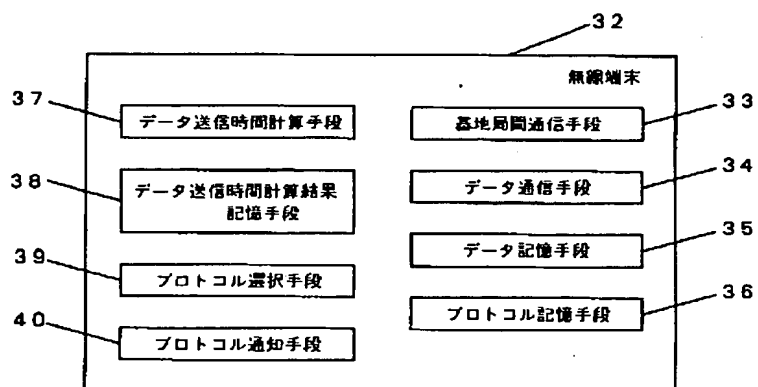 32
無線端末
37
データ送信時間計算手段
基地局間通信手段
33
38
データ送信時間計算結果
記憶手段
データ通信手段
34
39
プロトコル選択手段
データ記憶手段
35
40
プロトコル通知手段
プロトコル記憶手段
36